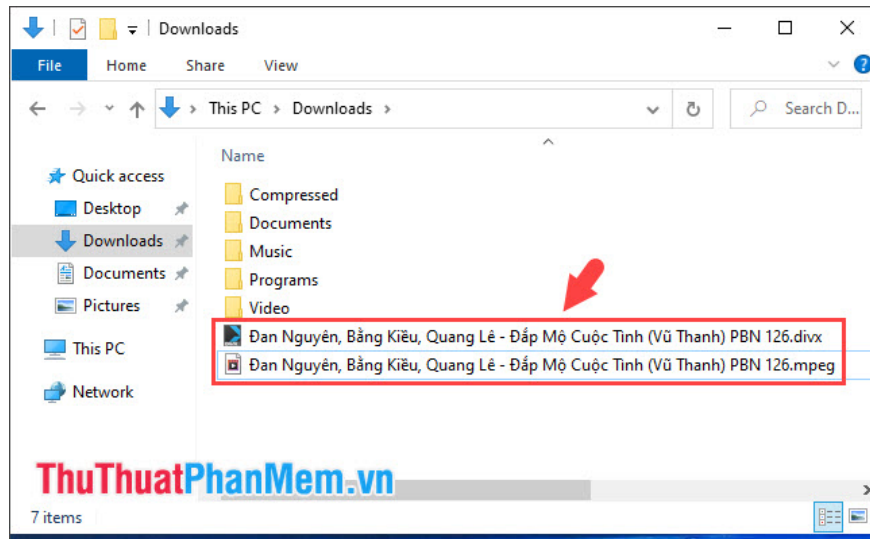 Downloads
File Home Share View
This PC > Downloads > Search D...
Name
Quick access
Desktop
Downloads
Documents
Pictures
This PC
Network
Compressed
Documents
Music
Programs
Video
Đan Nguyên, Bằng Kiều, Quang Lê - Đắp Mộ Cuộc Tình (Vũ Thanh) PBN 126.divx
Đan Nguyên, Bằng Kiều, Quang Lê - Đắp Mộ Cuộc Tình (Vũ Thanh) PBN 126.mpeg
ThuThuatPhanMem.vn
7 items